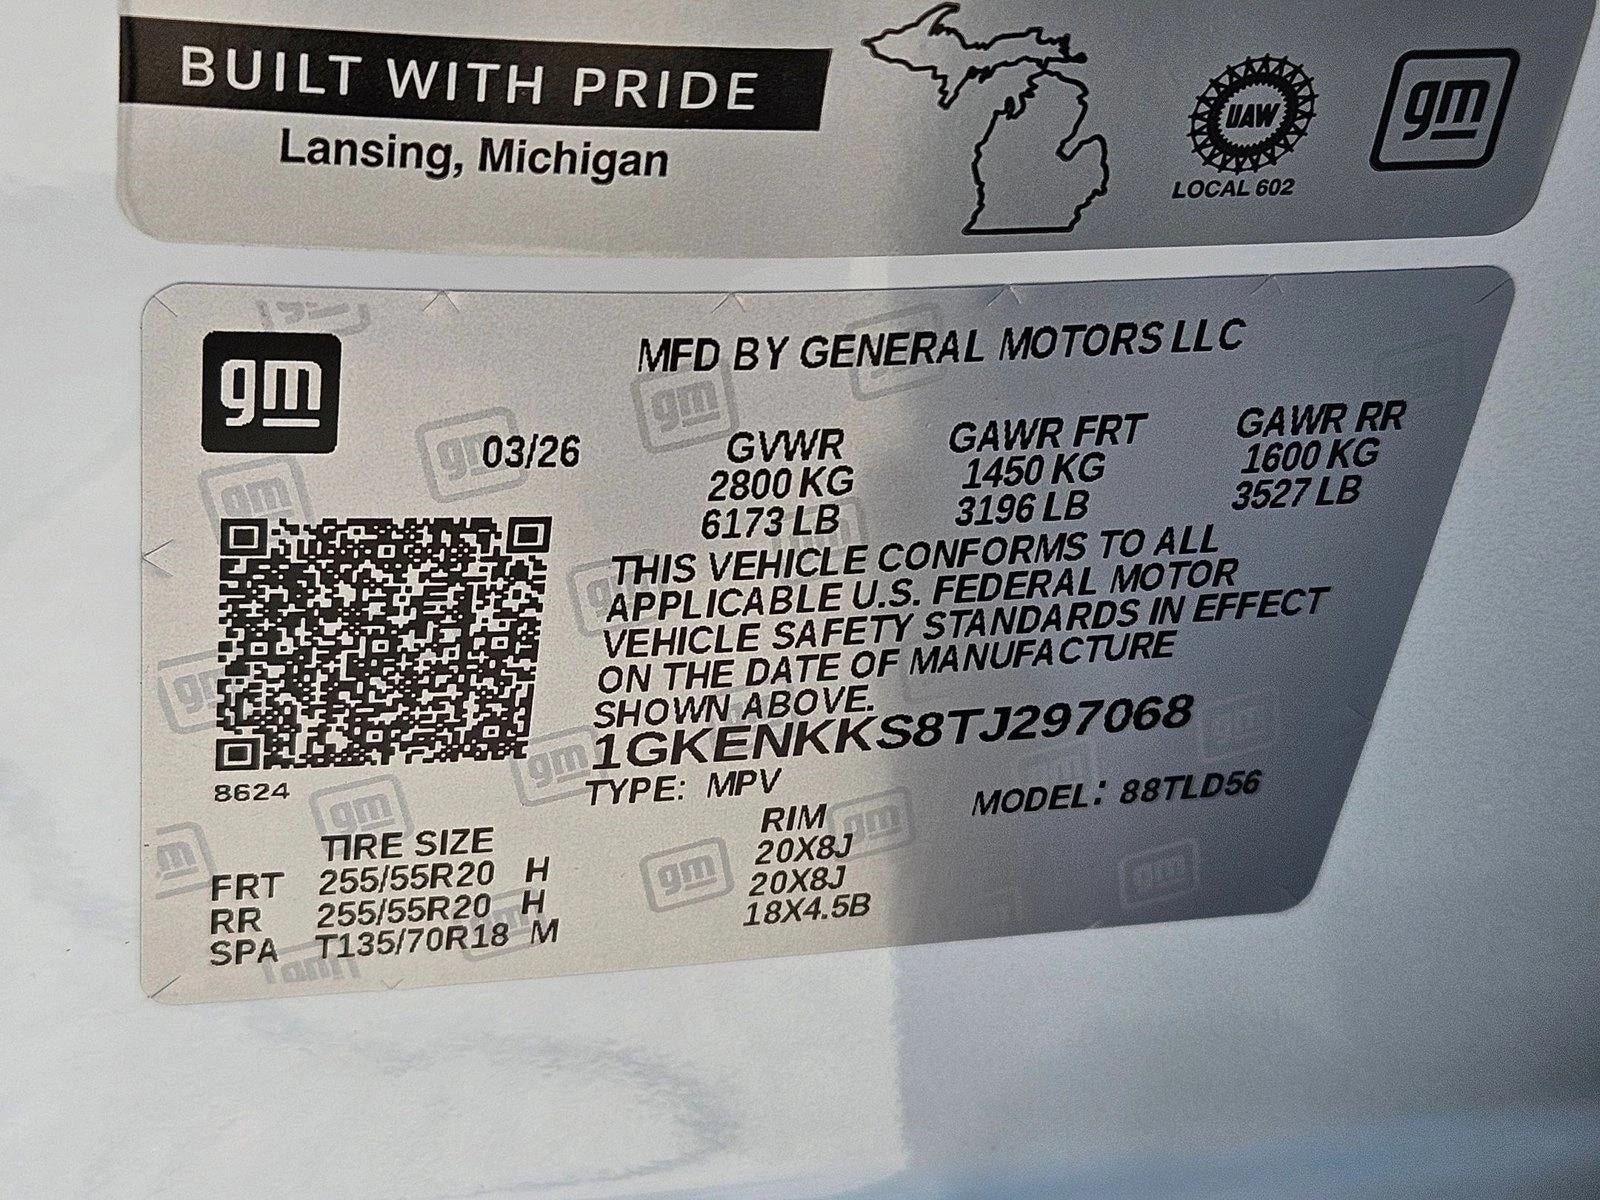 BUILT WITH PRIDE
Lansing, Michigan
UAW
LOCAL 602
gm
gm
MFD BY GENERAL MOTORS LLC
03/26
GVWR GAWR FRT GAWR RR
2800 KG 1450 KG 1600 KG
6173 LB 3196 LB 3527 LB
THIS VEHICLE CONFORMS TO ALL
APPLICABLE U.S. FEDERAL MOTOR
VEHICLE SAFETY STANDARDS IN EFFECT
ON THE DATE OF MANUFACTURE
SHOWN ABOVE.
1GKENKKS8TJ297068
8624
TYPE: MPV MODEL: 88TLD56
TIRE SIZE RIM
FRT 255/55R20 H 20X8J
RR 255/55R20 H 20X8J
SPA T135/70R18 M 18X4.5B